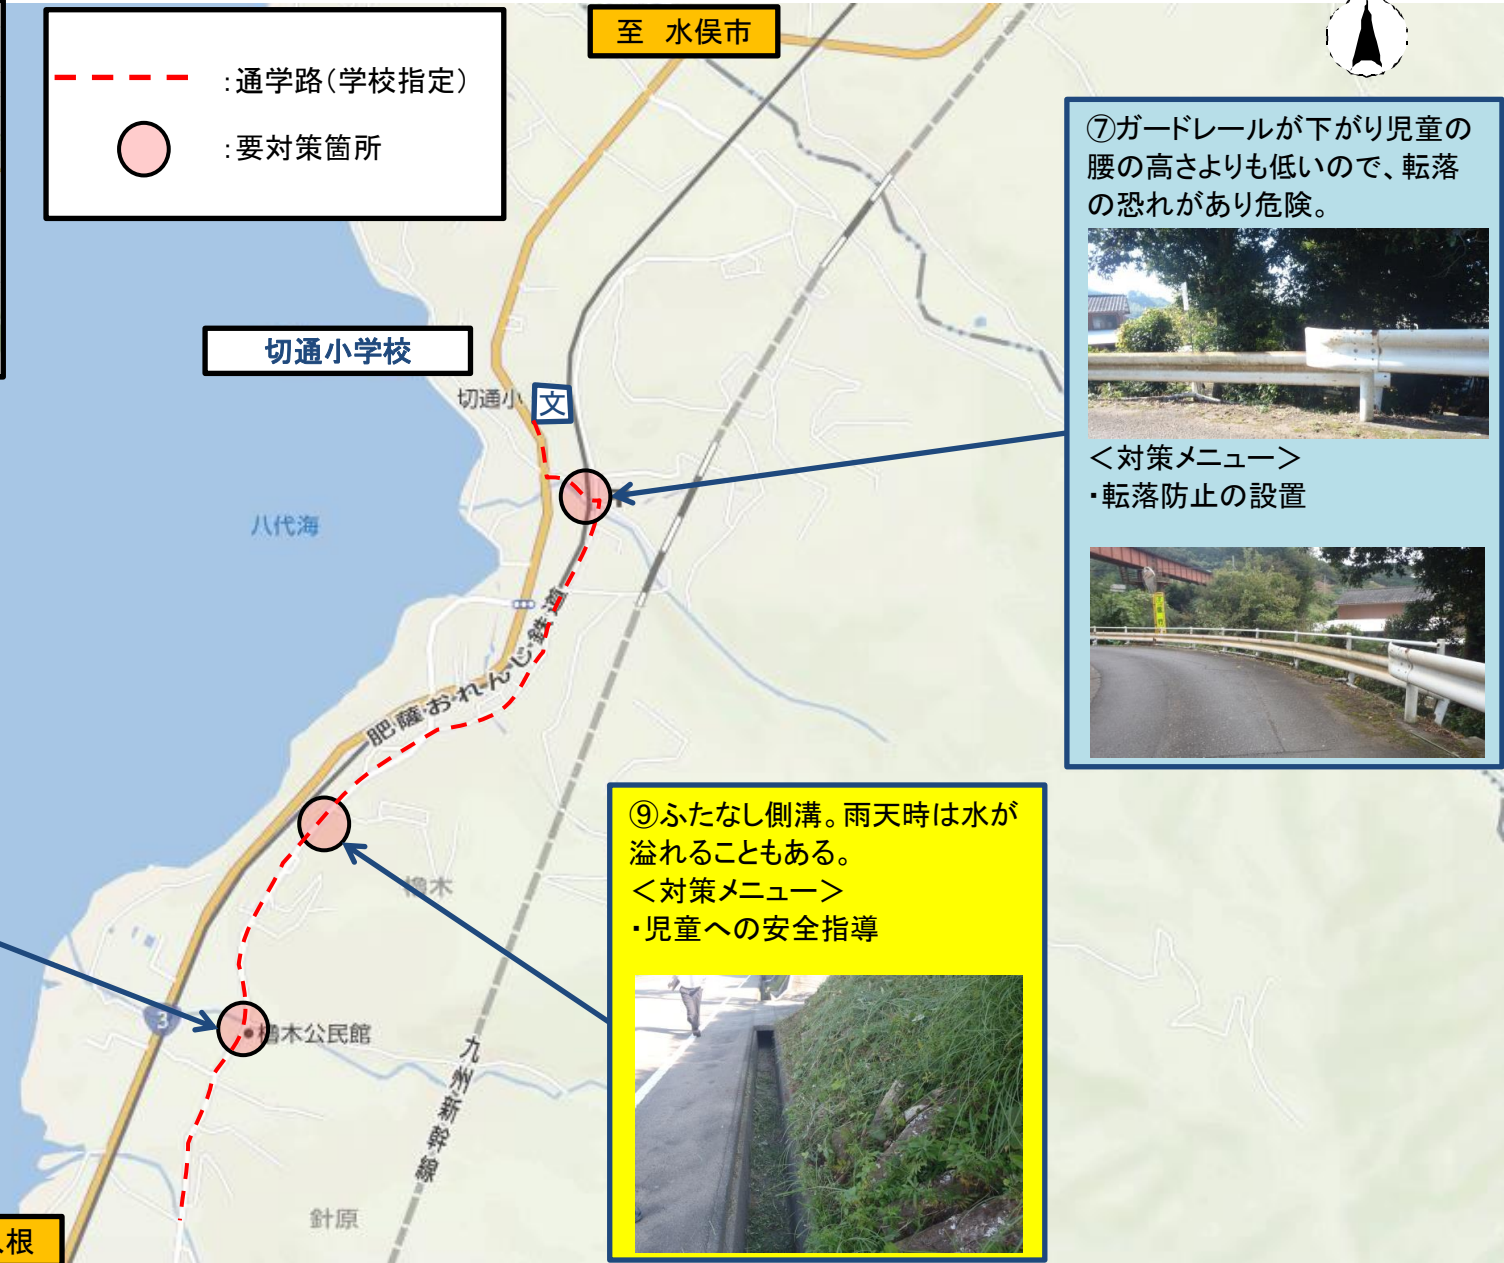 至 水俣市
:通学路(学校指定)
:要対策箇所
⑦ガードレールが下がり児童の
腰の高さよりも低いので、転落
の恐れがあり危険。
<対策メニュー>
・転落防止の設置
切通小学校
切通小
文
八代海
肥薩おれんじ鉄道
⑨ふたなし側溝。雨天時は水が
溢れることもある。
<対策メニュー>
・児童への安全指導
櫓木
3
櫓木公民館
九州新幹線
針原
根